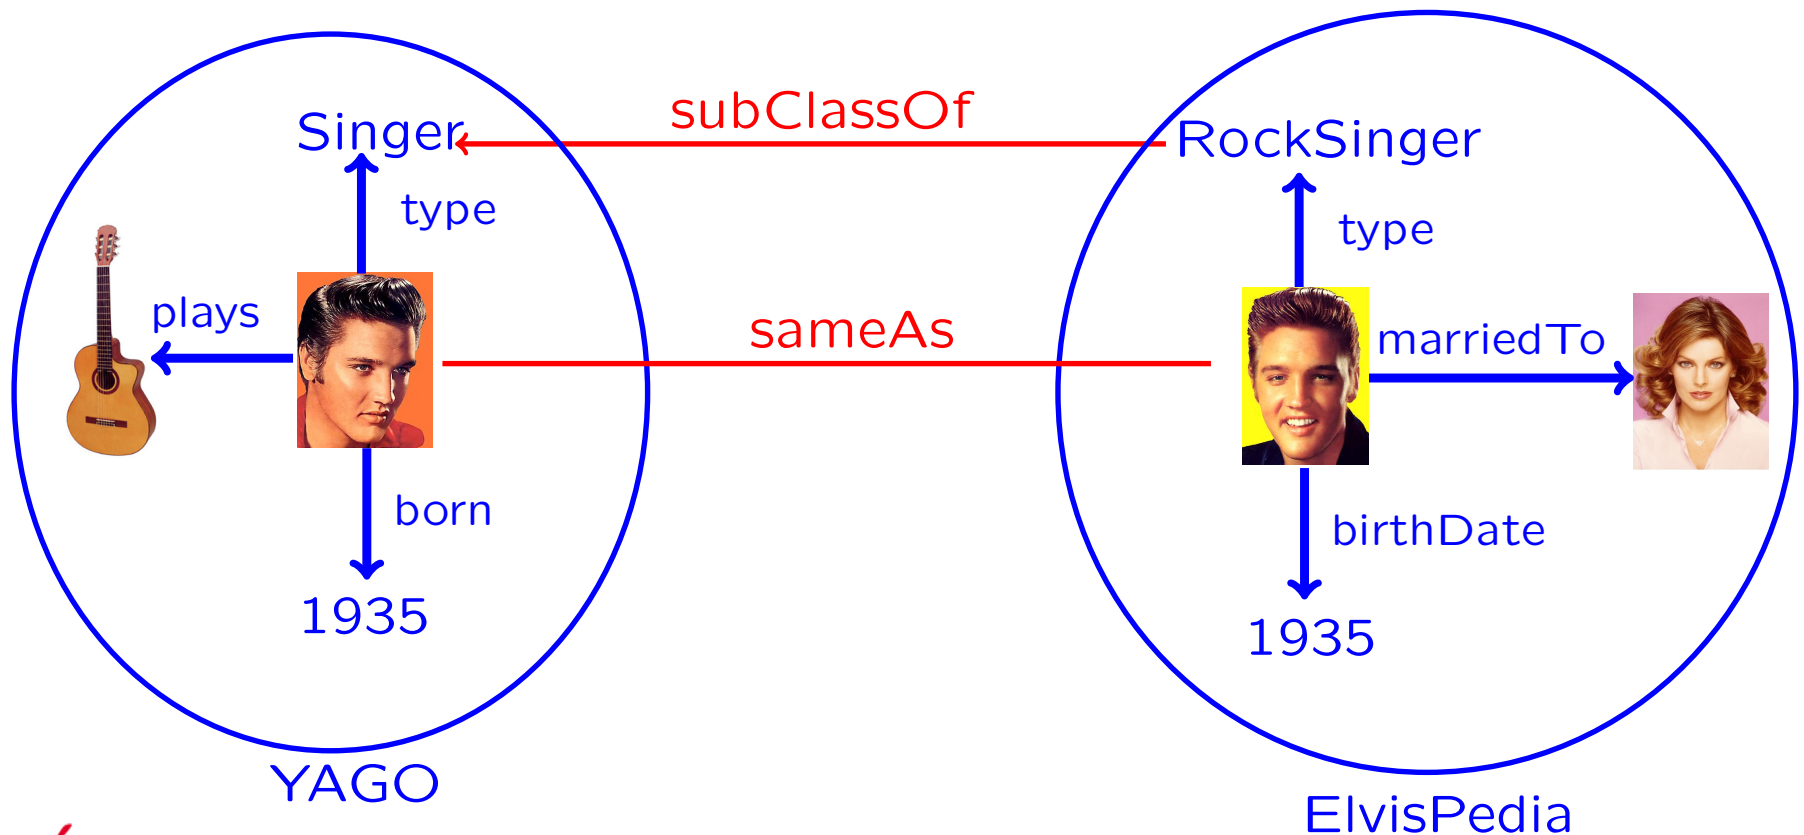 subClassOf
Singer
RockSinger
type
type
plays
sameAs
marriedTo
born
birthDate
1935
1935
YAGO
ElvisPedia